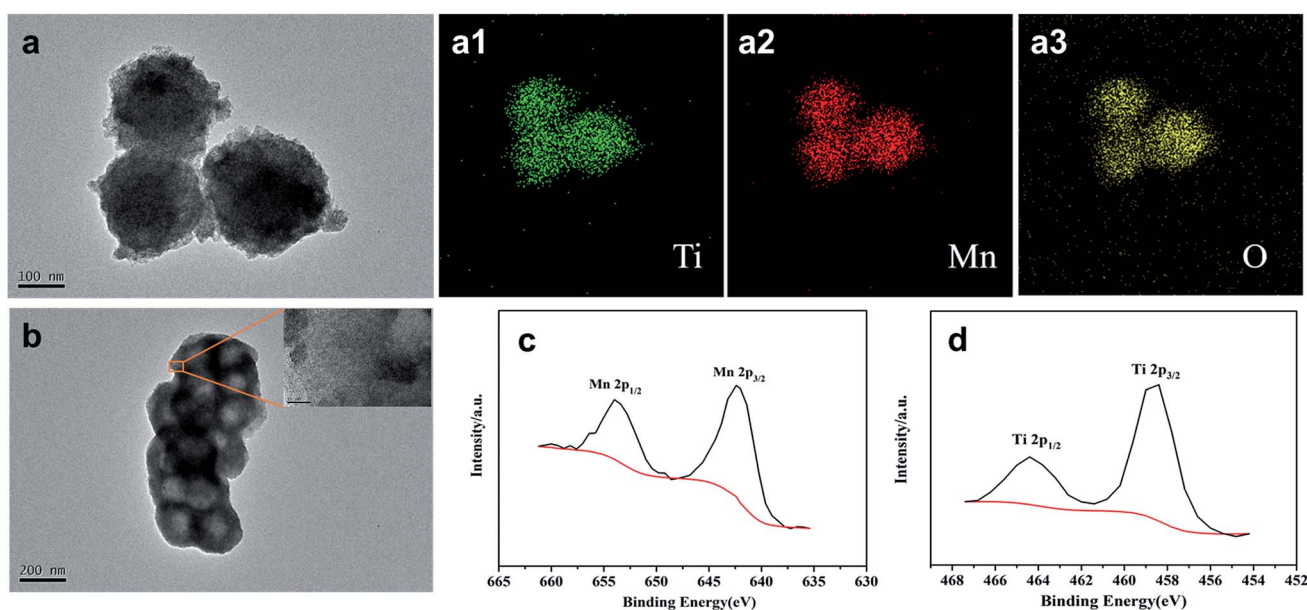 a
100 nm
a1
Ti
a2
Mn
a3
O
b
200 nm
c
Mn 2p1/2
Mn 2p3/2
Intensity/a.u.
665 660 655 650 645 640 635 630
Binding Energy(eV)
d
Ti 2p1/2
Ti 2p3/2
Intensity/a.u.
468 466 464 462 460 458 456 454 452
Binding Energy(eV)